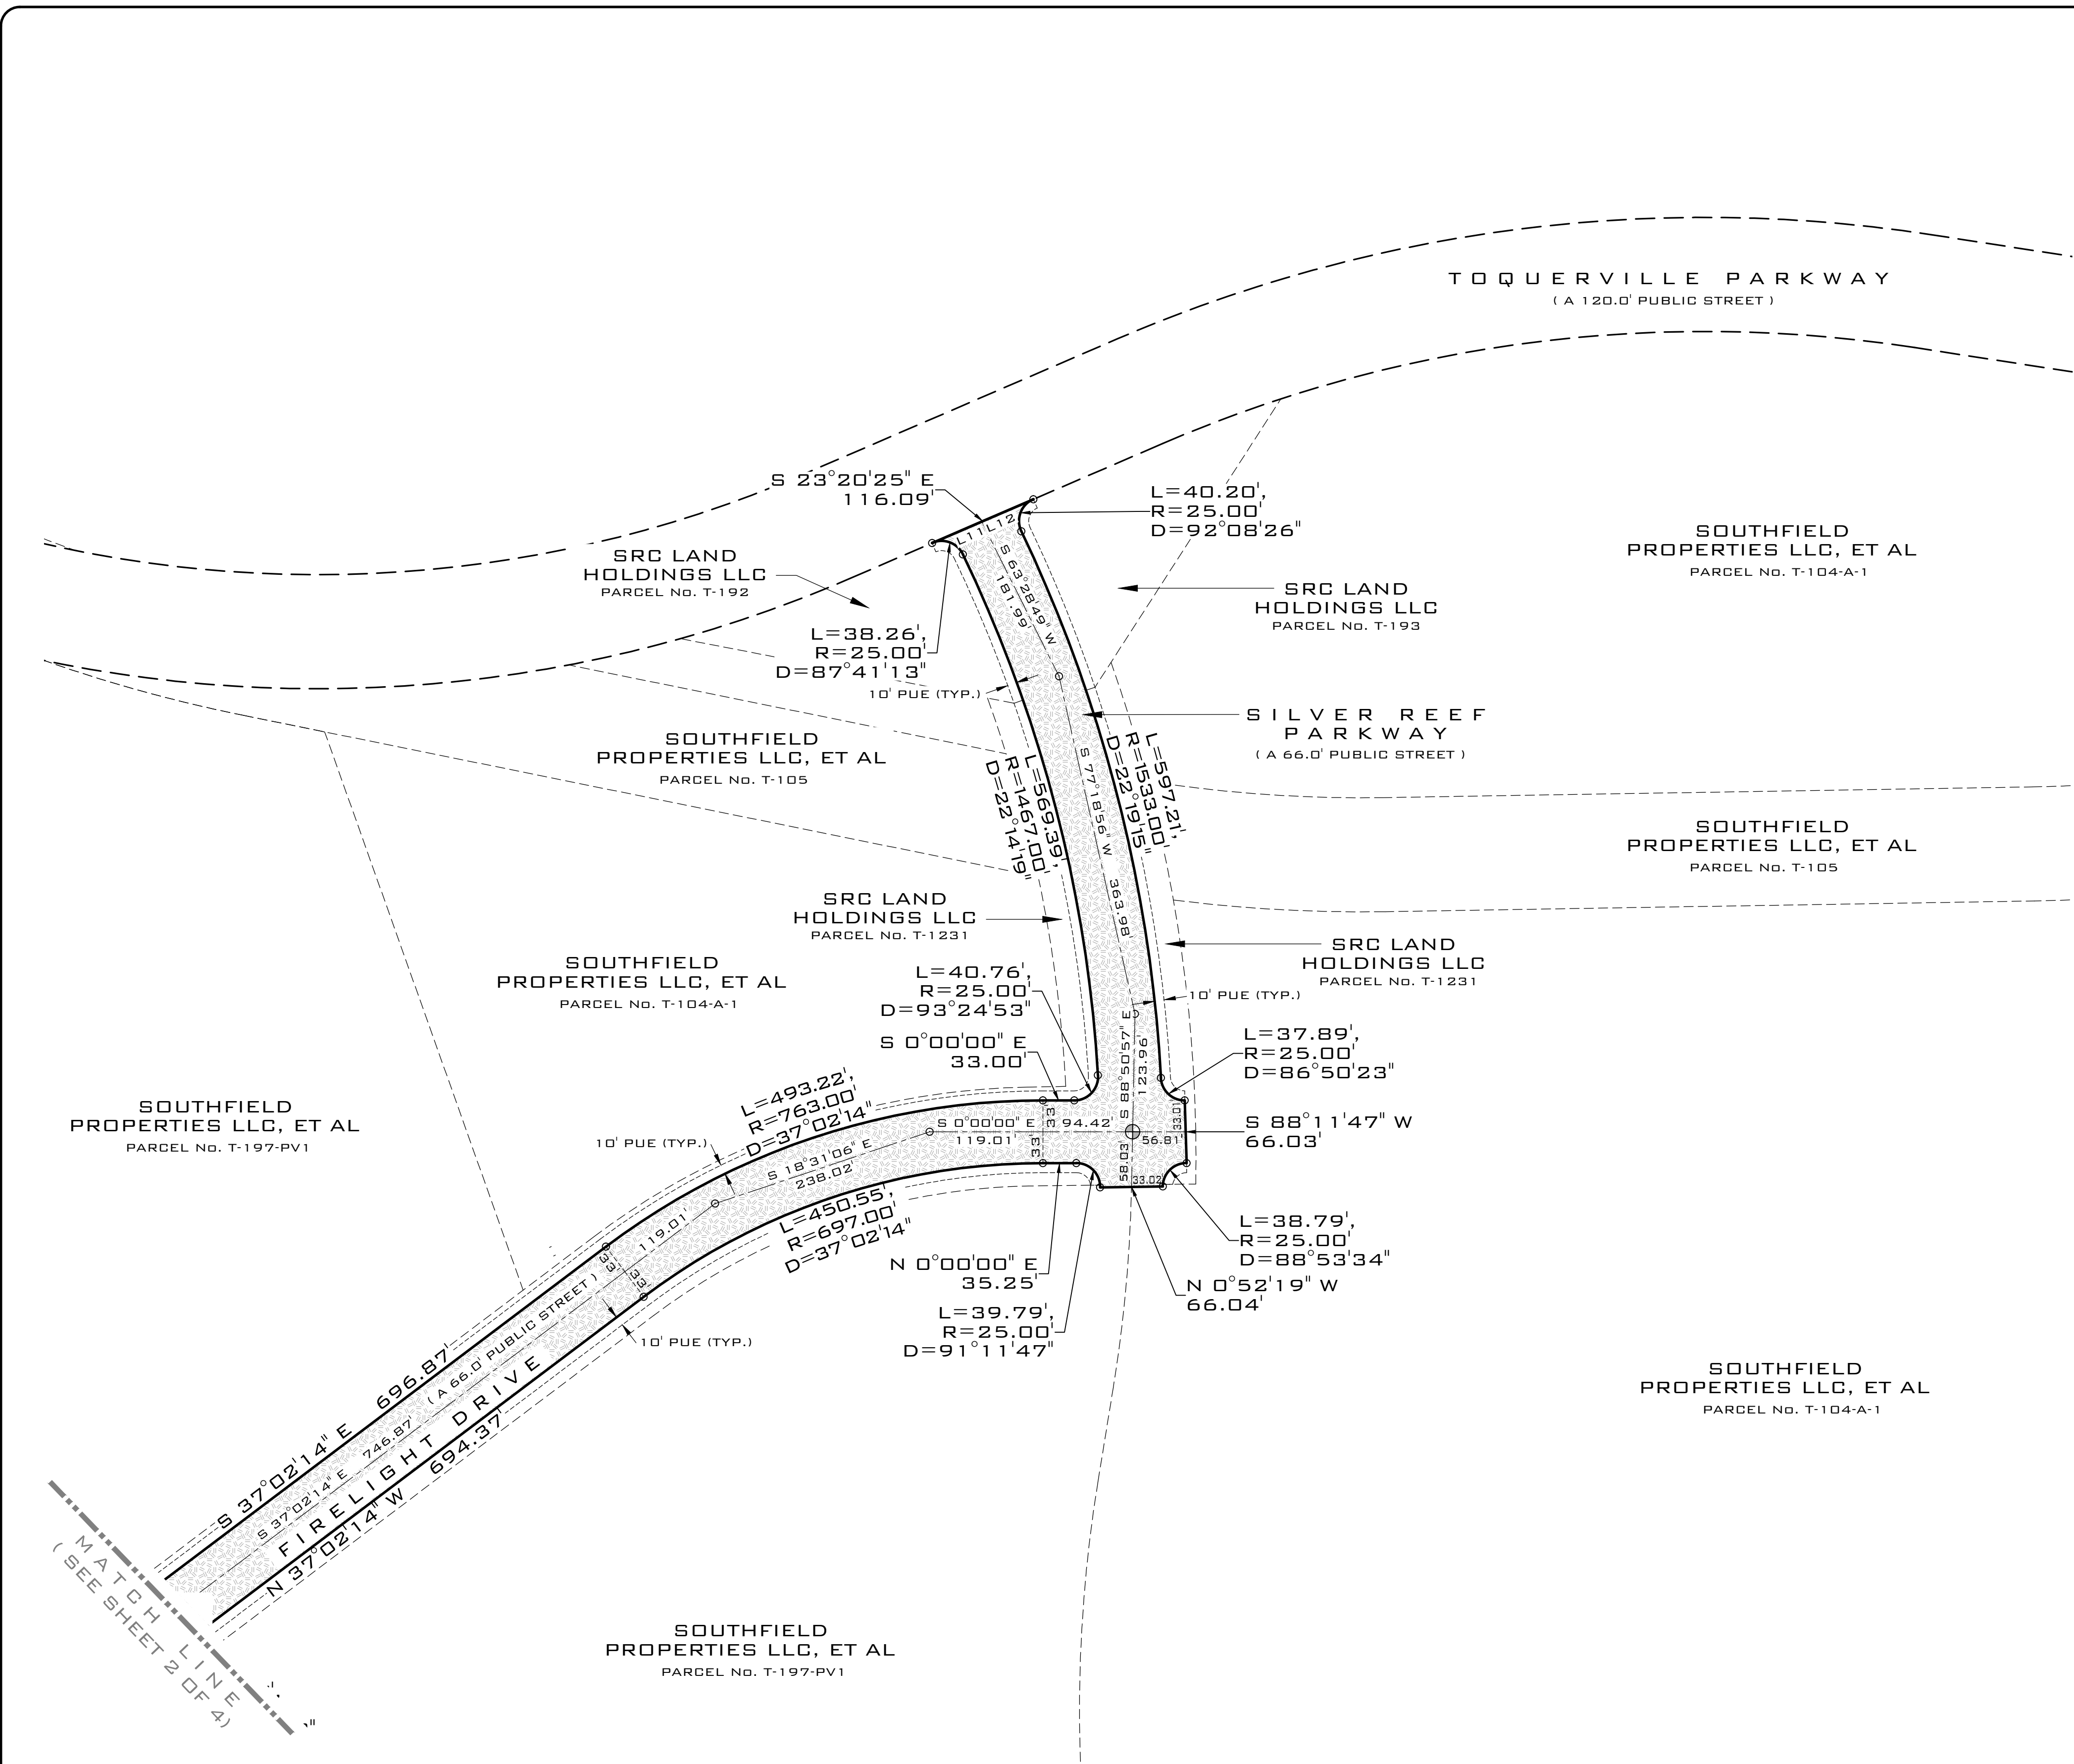 TOQUERVILLE PARKWAY
( A 120.0' PUBLIC STREET )
S 23°20'25" E
116.09'
L=40.20',
R=25.00'
D=92°08'26"
L11
L12
SOUTHFIELD
PROPERTIES LLC, ET AL
PARCEL No. T-104-A-1
SRC LAND
HOLDINGS LLC
PARCEL No. T-192
S 63°28'49" W
181.99'
SRC LAND
HOLDINGS LLC
PARCEL No. T-193
L=38.26',
R=25.00'
D=87°41'13"
10' PUE (TYP.)
SILVER REEF
PARKWAY
( A 66.0' PUBLIC STREET )
SOUTHFIELD
PROPERTIES LLC, ET AL
PARCEL No. T-105
L=569.39',
R=1467.00'
D=22°14'19"
S 77°18'56" W 363.98'
L=597.21',
R=1533.00'
D=22°19'15"
SOUTHFIELD
PROPERTIES LLC, ET AL
PARCEL No. T-105
SRC LAND
HOLDINGS LLC
PARCEL No. T-1231
SRC LAND
HOLDINGS LLC
PARCEL No. T-1231
SOUTHFIELD
PROPERTIES LLC, ET AL
PARCEL No. T-104-A-1
L=40.76',
R=25.00'
D=93°24'53"
10' PUE (TYP.)
S 0°00'00" E
33.00'
S 88°50'57" E
123.96'
L=37.89',
R=25.00'
D=86°50'23"
SOUTHFIELD
PROPERTIES LLC, ET AL
PARCEL No. T-197-PV1
L=493.22',
R=763.00'
D=37°02'14"
10' PUE (TYP.)
S 0°00'00" E
119.01'
33'
33'
94.42'
33.01'
56.81'
S 88°11'47" W
66.03'
S 18°31'06" E
238.02'
58.03'
33.02'
119.01'
L=450.55',
R=697.00'
D=37°02'14"
L=38.79',
R=25.00'
D=88°53'34"
N 0°00'00" E
35.25'
N 0°52'19" W
66.04'
L=39.79',
R=25.00'
D=91°11'47"
33'
33'
10' PUE (TYP.)
S 37°02'14" E 696.87'
S 37°02'14" E 746.87' ( A 66.0' PUBLIC STREET )
FIRELIGHT DRIVE
N 37°02'14" W 694.37'
SOUTHFIELD
PROPERTIES LLC, ET AL
PARCEL No. T-104-A-1
MATCH LINE
( SEE SHEET 2 OF 4)
SOUTHFIELD
PROPERTIES LLC, ET AL
PARCEL No. T-197-PV1